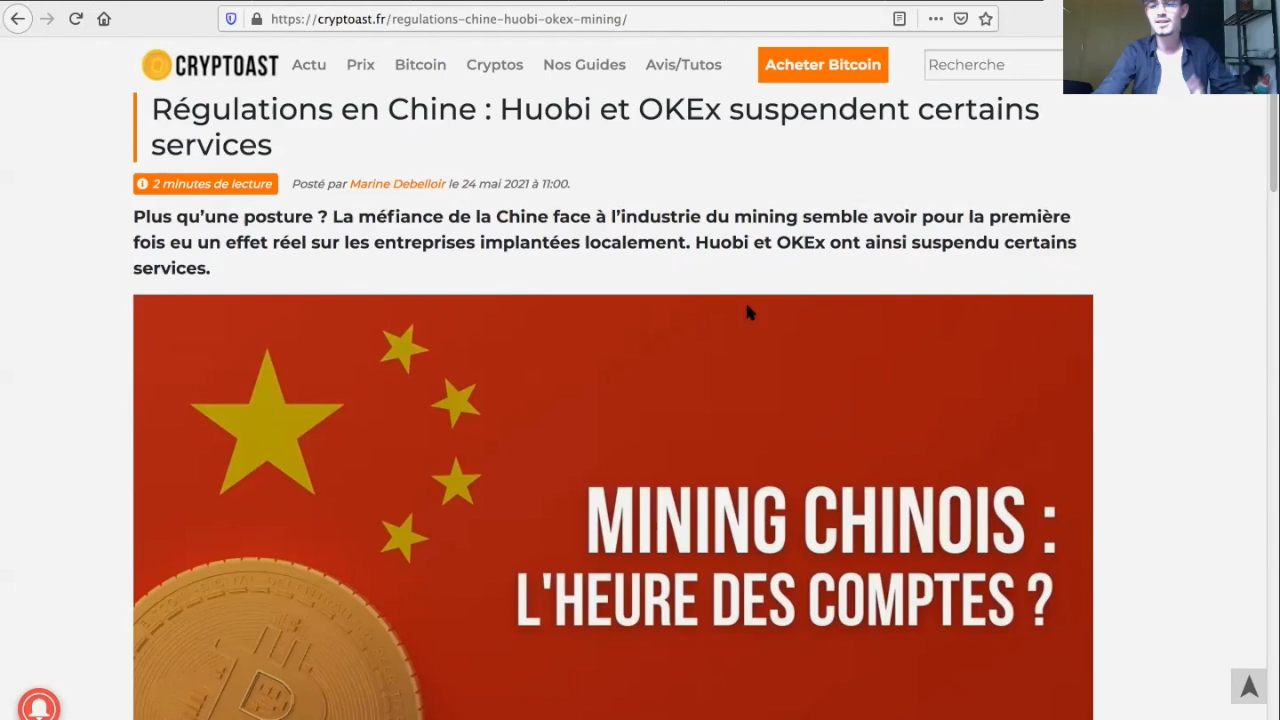 https://cryptoast.fr/regulations-chine-huobi-okex-mining/
CRYPTOAST
Actu
Prix
Bitcoin
Cryptos
Nos Guides
Avis/Tutos
Acheter Bitcoin
Recherche
Régulations en Chine : Huobi et OKEx suspendent certains
services
2 minutes de lecture
Posté par Marine Debelloir le 24 mai 2021 à 11:00.
Plus qu'une posture ? La méfiance de la Chine face à l'industrie du mining semble avoir pour la première
fois eu un effet réel sur les entreprises implantées localement. Huobi et OKEx ont ainsi suspendu certains
services.
MINING CHINOIS :
L'HEURE DES COMPTES ?